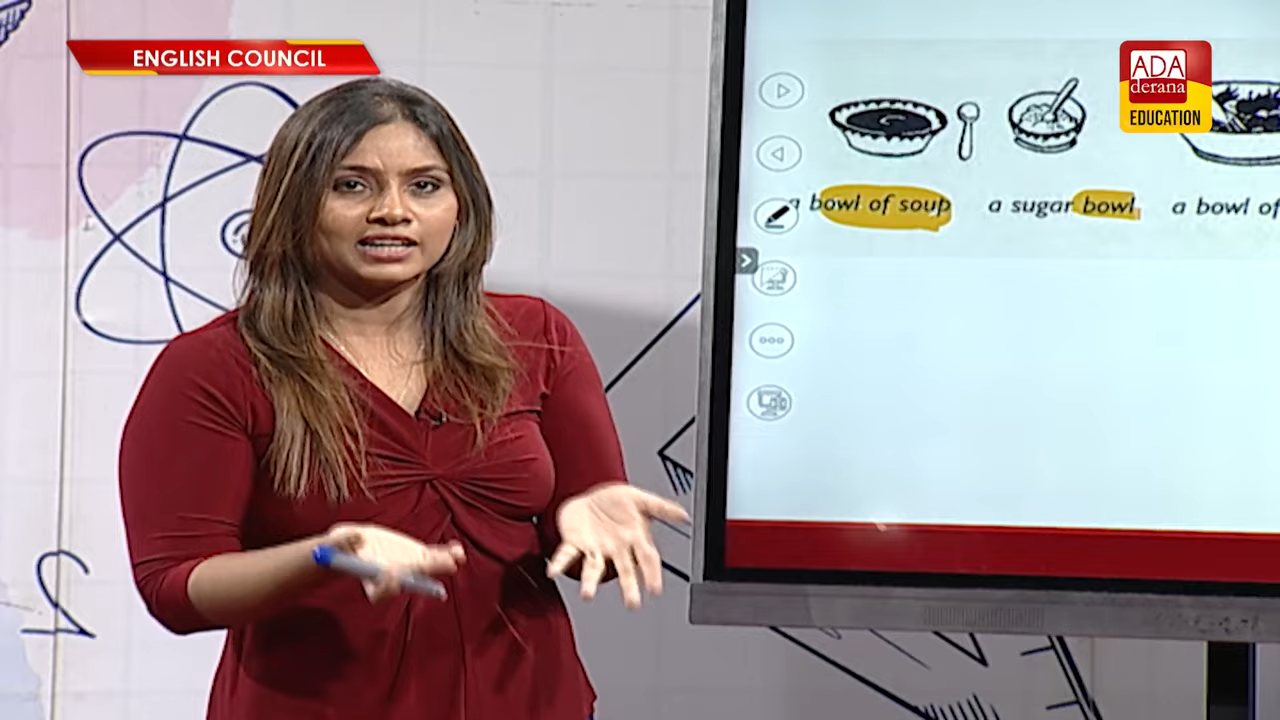 ENGLISH COUNCIL
ADA
derana
EDUCATION
a bowl of soup a sugar bowl a bowl of